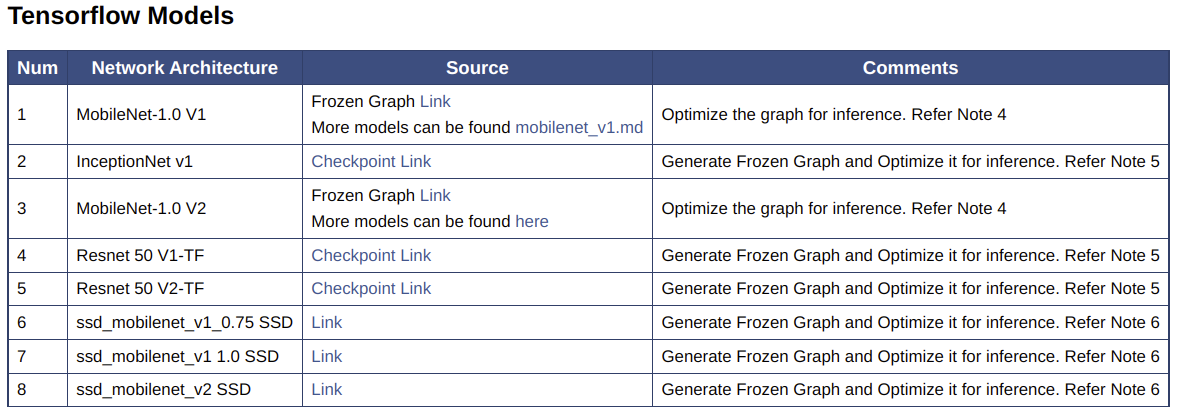 Tensorflow Models
Num Network Architecture Source Comments
1 MobileNet-1.0 V1 Frozen Graph Link
More models can be found mobilenet_v1.md Optimize the graph for inference. Refer Note 4
2 InceptionNet v1 Checkpoint Link Generate Frozen Graph and Optimize it for inference. Refer Note 5
3 MobileNet-1.0 V2 Frozen Graph Link
More models can be found here Optimize the graph for inference. Refer Note 4
4 Resnet 50 V1-TF Checkpoint Link Generate Frozen Graph and Optimize it for inference. Refer Note 5
5 Resnet 50 V2-TF Checkpoint Link Generate Frozen Graph and Optimize it for inference. Refer Note 5
6 ssd_mobilenet_v1_0.75 SSD Link Generate Frozen Graph and Optimize it for inference. Refer Note 6
7 ssd_mobilenet_v1 1.0 SSD Link Generate Frozen Graph and Optimize it for inference. Refer Note 6
8 ssd_mobilenet_v2 SSD Link Generate Frozen Graph and Optimize it for inference. Refer Note 6